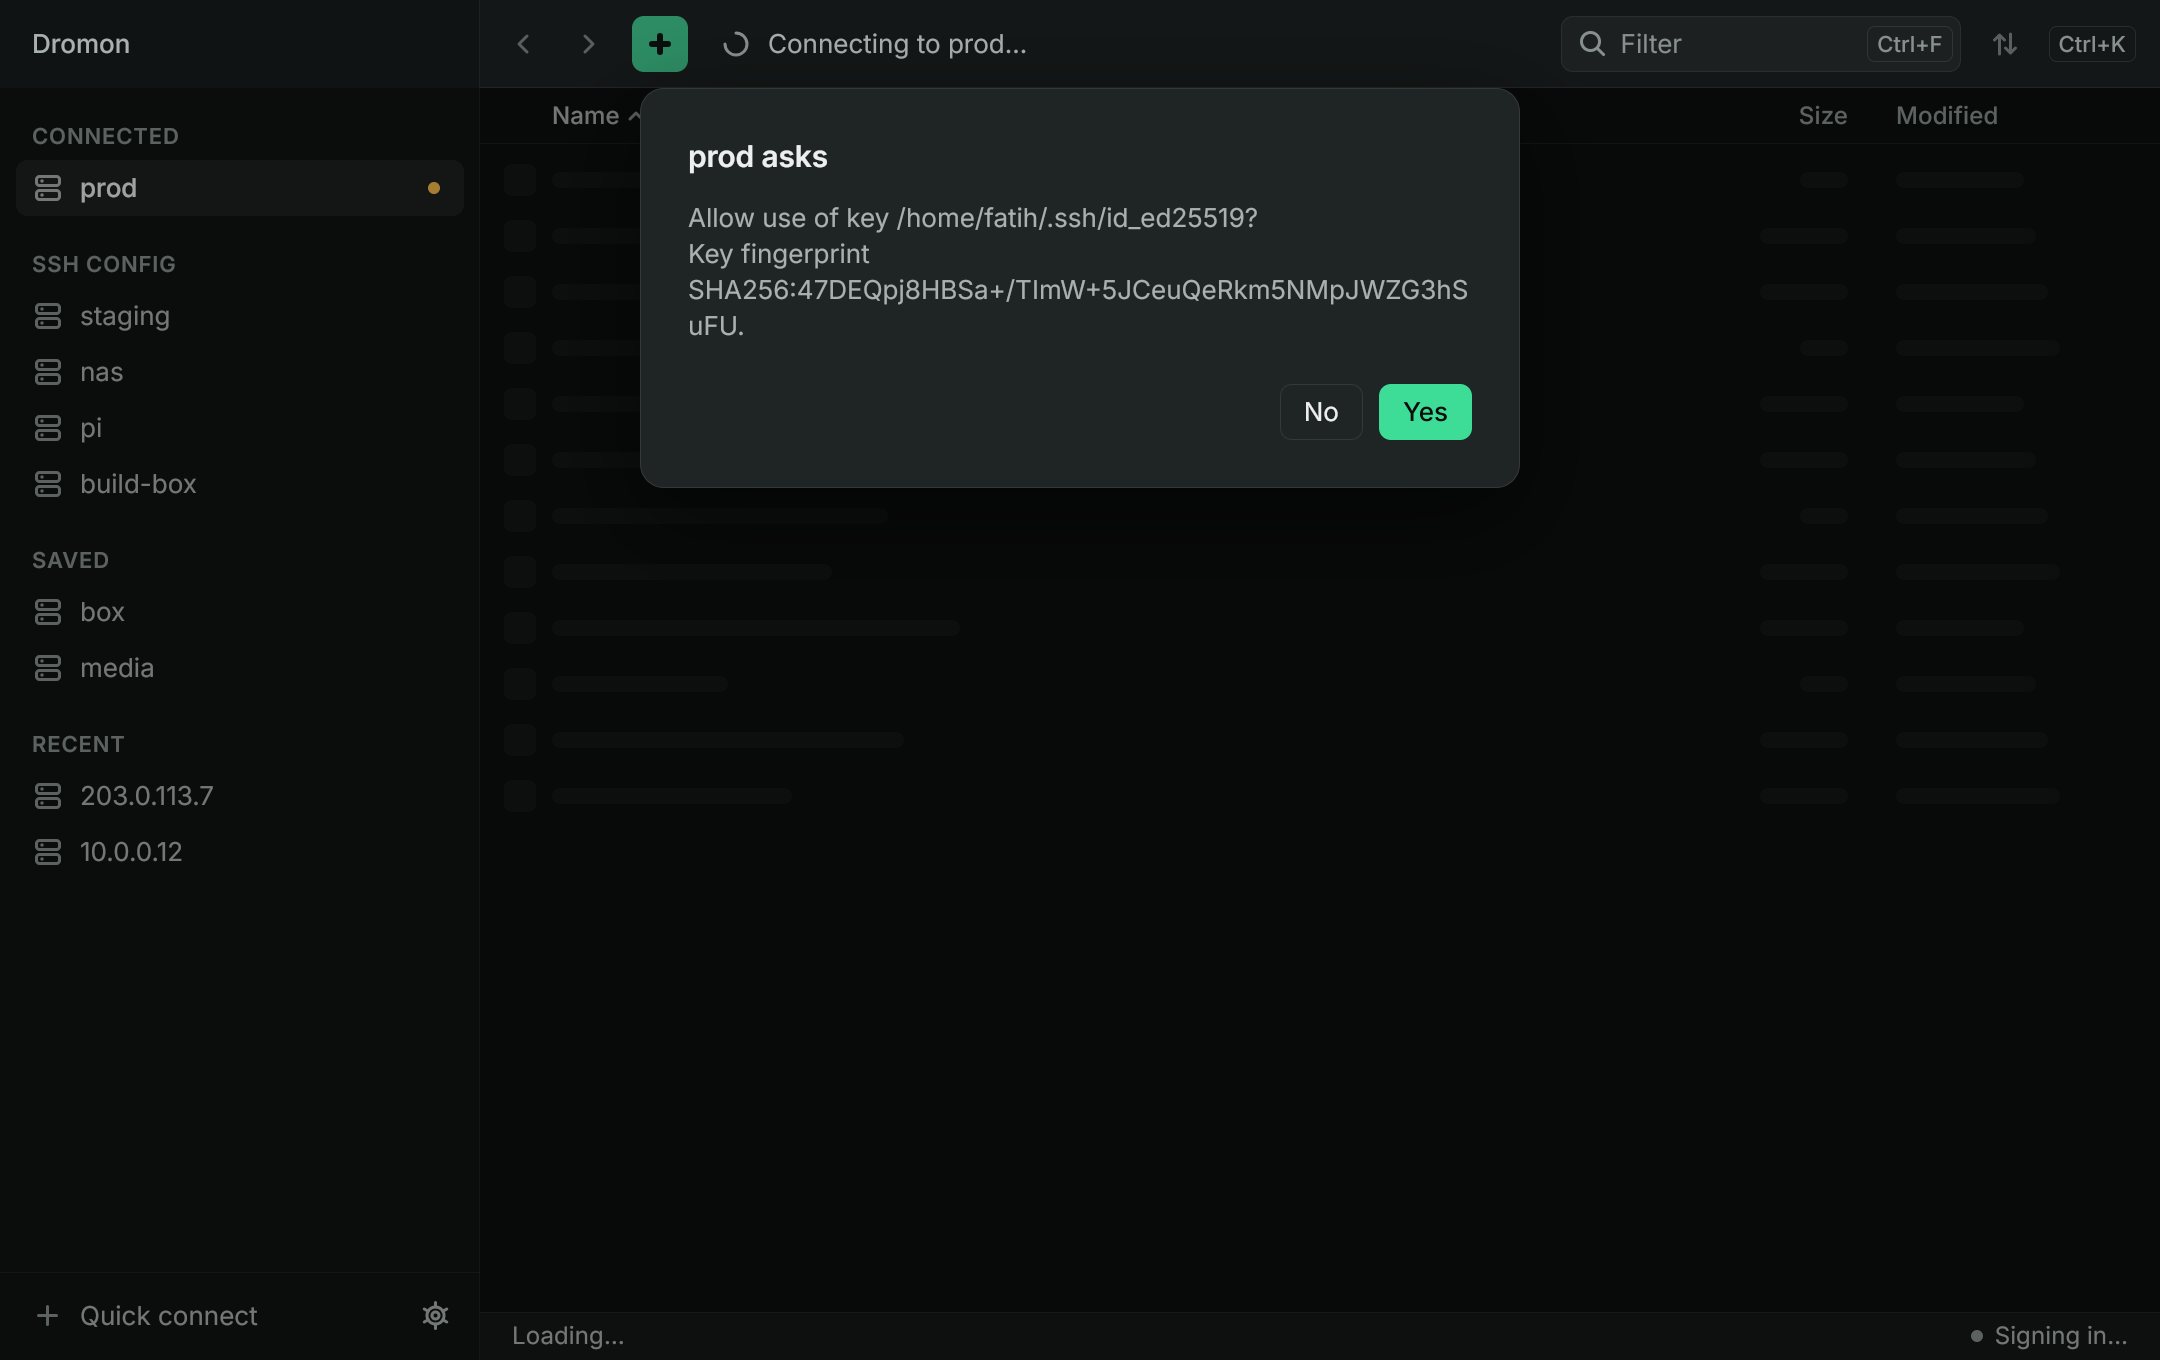 Dromon
Connecting to prod...
Filter
Ctrl+F
Ctrl+K
CONNECTED
prod
SSH CONFIG
staging
nas
pi
build-box
SAVED
box
media
RECENT
203.0.113.7
10.0.0.12
Quick connect
Name
Size
Modified
prod asks
Allow use of key /home/fatih/.ssh/id_ed25519?
Key fingerprint
SHA256:47DEQpj8HBSa+/TImW+5JCeuQeRkm5NMpJWZG3hS
uFU.
No
Yes
Loading...
Signing in...